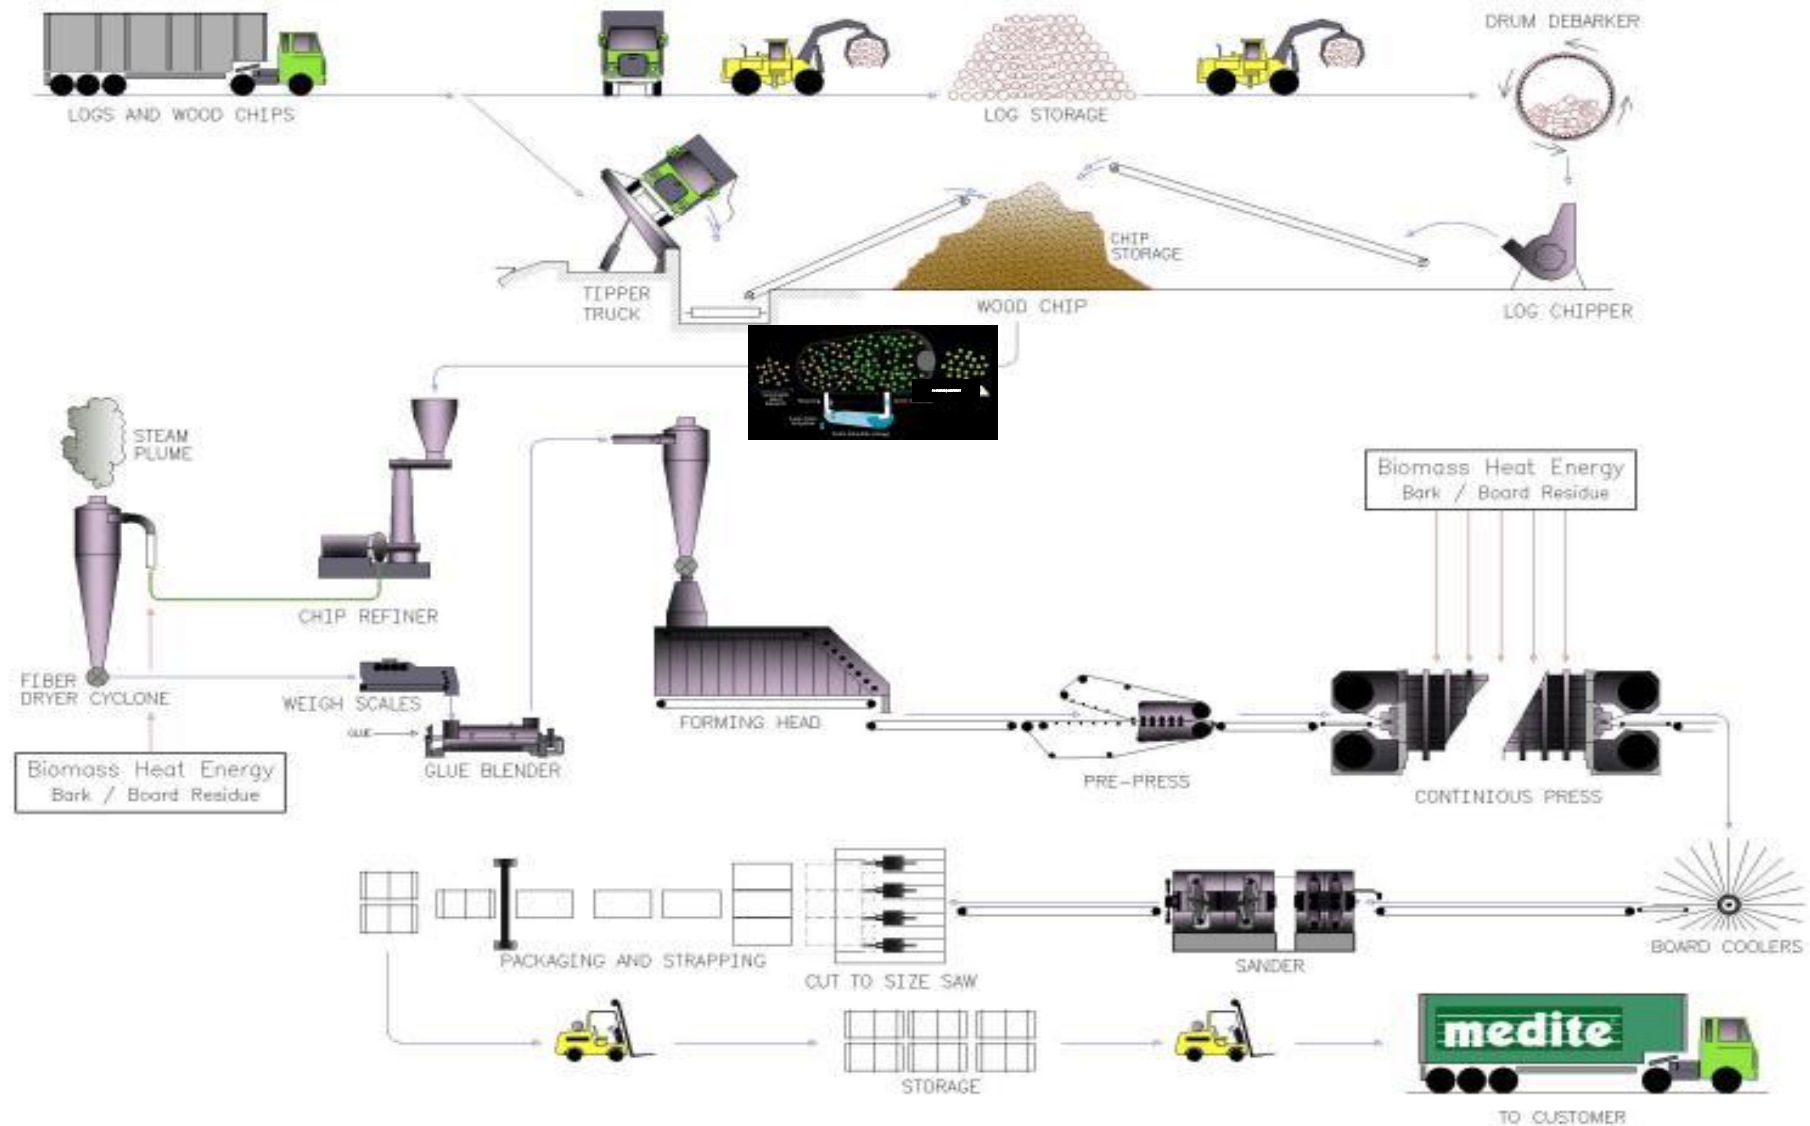 DRUM DEBARKER
LOGS AND WOOD CHIPS
LOG STORAGE
CHIP
STORAGE
TIPPER
TRUCK
WOOD CHIP
LOG CHIPPER
STEAM
PLUME
Biomass Heat Energy
Bark / Board Residue
CHIP REFINER
FIBER
DRYER CYCLONE
WEIGH SCALES
FORMING HEAD
GLUE
GLUE BLENDER
Biomass Heat Energy
Bark / Board Residue
PRE-PRESS
CONTINIOUS PRESS
PACKAGING AND STRAPPING
CUT TO SIZE SAW
SANDER
BOARD COOLERS
medite
STORAGE
TO CUSTOMER